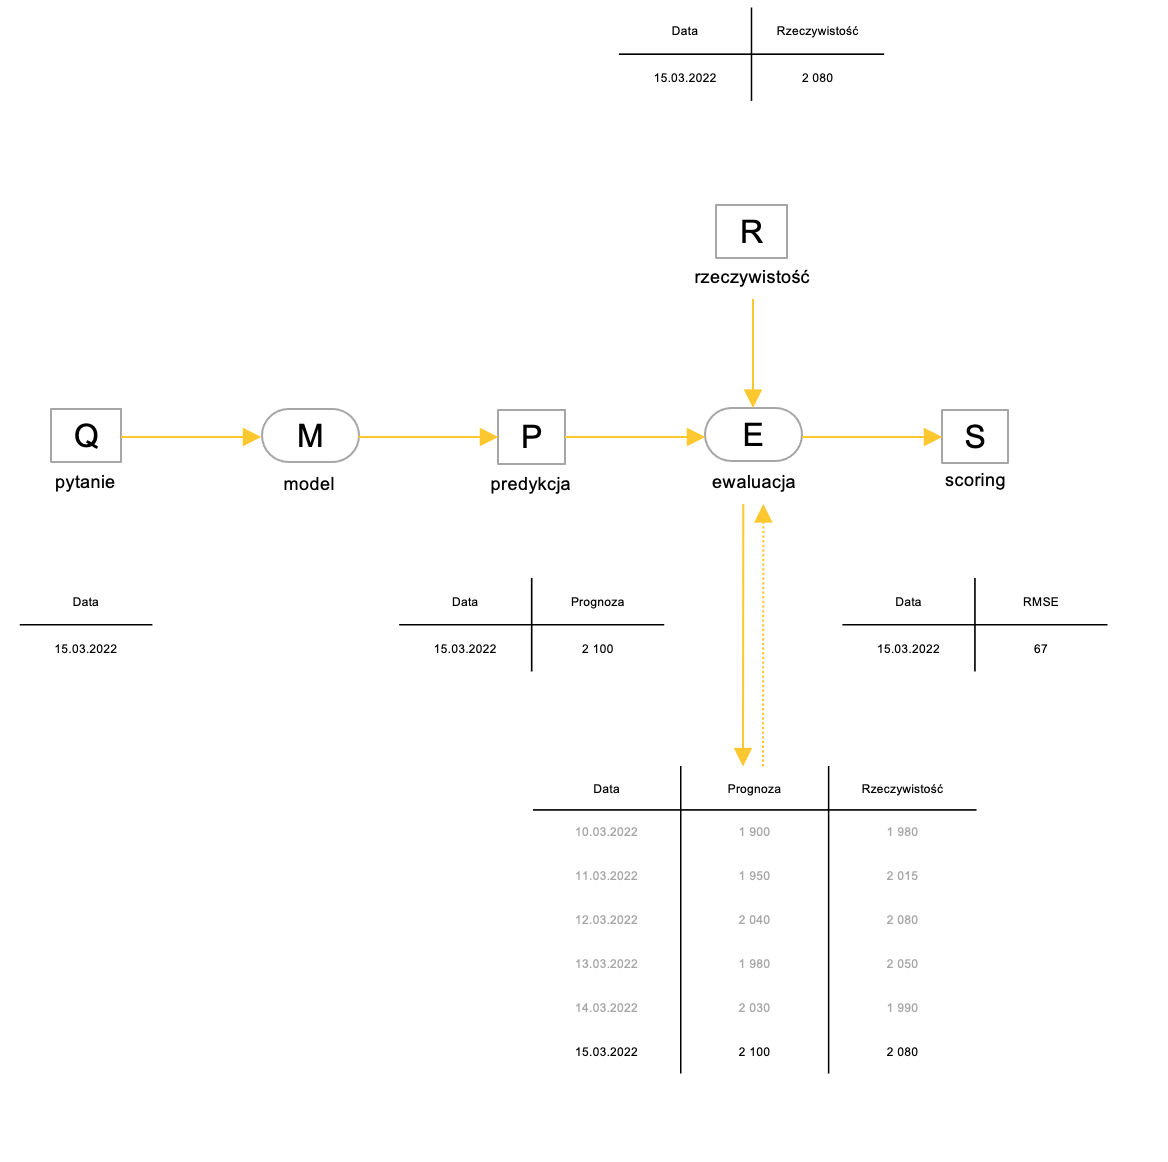 Data Rzeczywistość
15.03.2022 2 080
R
rzeczywistość
Q M P E S
pytanie model predykcja ewaluacja scoring
Data
15.03.2022
Data Prognoza
15.03.2022 2 100
Data RMSE
15.03.2022 67
Data Prognoza Rzeczywistość
10.03.2022 1 900 1 980
11.03.2022 1 950 2 015
12.03.2022 2 040 2 080
13.03.2022 1 980 2 050
14.03.2022 2 030 1 990
15.03.2022 2 100 2 080